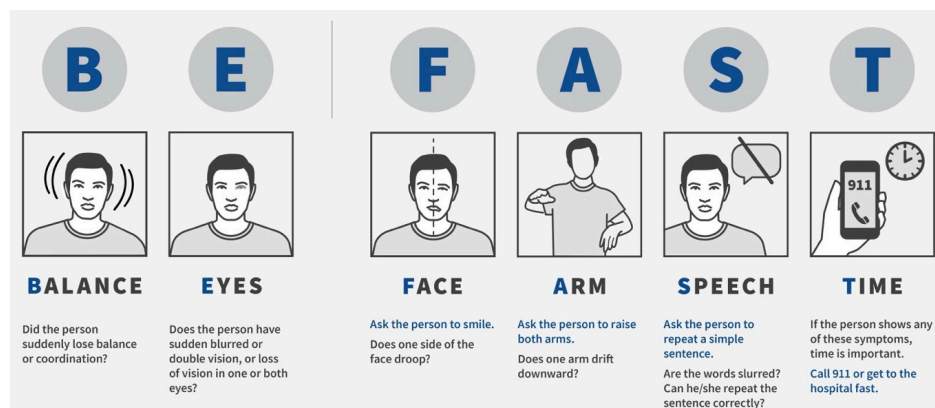 B E F A S T
911
BALANCE
Did the person
suddenly lose balance
or coordination?
EYES
Does the person have
sudden blurred or
double vision, or loss
of vision in one or both
eyes?
FACE
Ask the person to smile.
Does one side of the
face droop?
ARM
Ask the person to raise
both arms.
Does one arm drift
downward?
SPEECH
Ask the person to
repeat a simple
sentence.
Are the words slurred?
Can he/she repeat the
sentence correctly?
TIME
If the person shows any
of these symptoms,
time is important.
Call 911 or get to the
hospital fast.